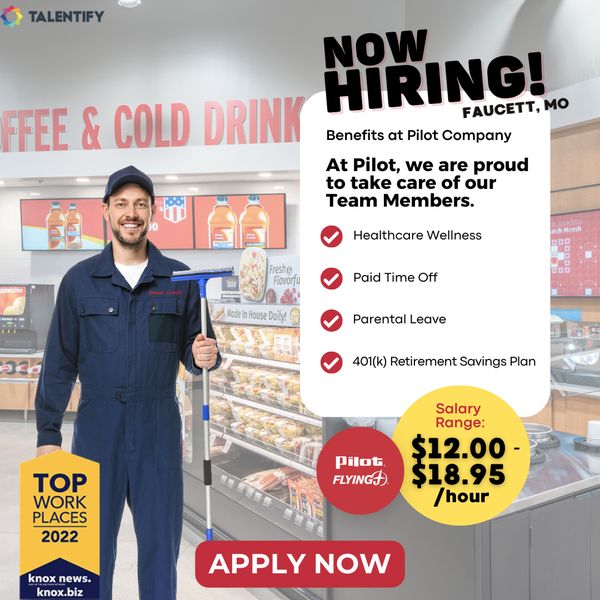 TALENTIFY
NOW
HIRING!
FAUCETT, MO
FFEE & COLD DRINK
Benefits at Pilot Company
At Pilot, we are proud
to take care of our
Team Members.
Healthcare Wellness
Paid Time Off
Parental Leave
401(k) Retirement Savings Plan
Fresh
Flavorfu
Made In House Daily!
Salary
Range:
$12.00 -
$18.95
/hour
Pilot
FLYING J
TOP
WORK
PLACES
2022
knox news.
knox.biz
APPLY NOW